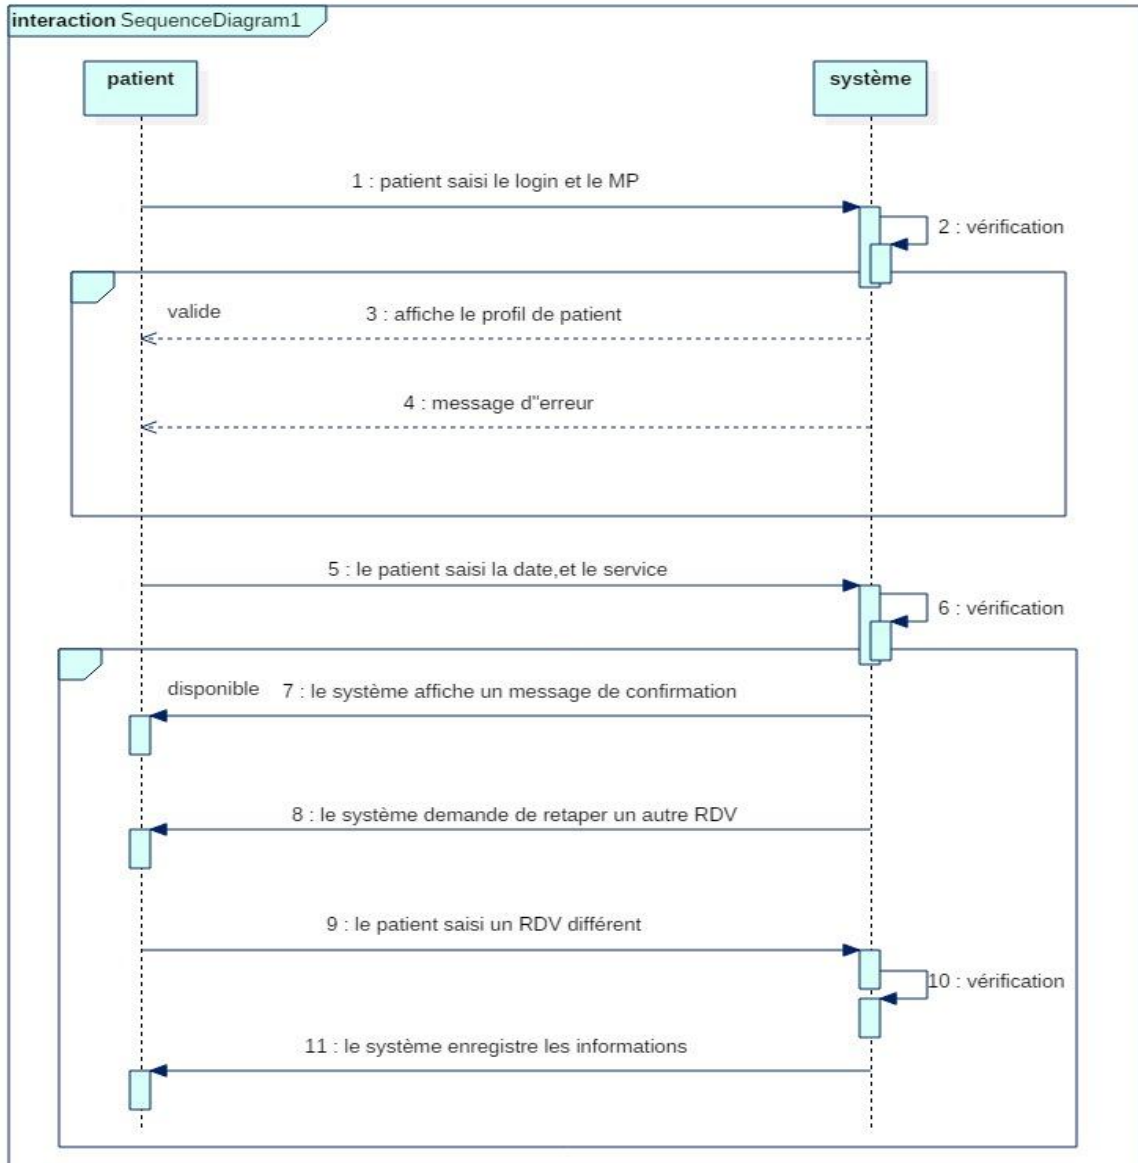 interaction SequenceDiagram1
patient
système
1 : patient saisi le login et le MP
2 : vérification
valide
3 : affiche le profil de patient
4 : message d"erreur
5 : le patient saisi la date,et le service
6 : vérification
disponible
7 : le système affiche un message de confirmation
8 : le système demande de retaper un autre RDV
9 : le patient saisi un RDV différent
10 : vérification
11 : le système enregistre les informations